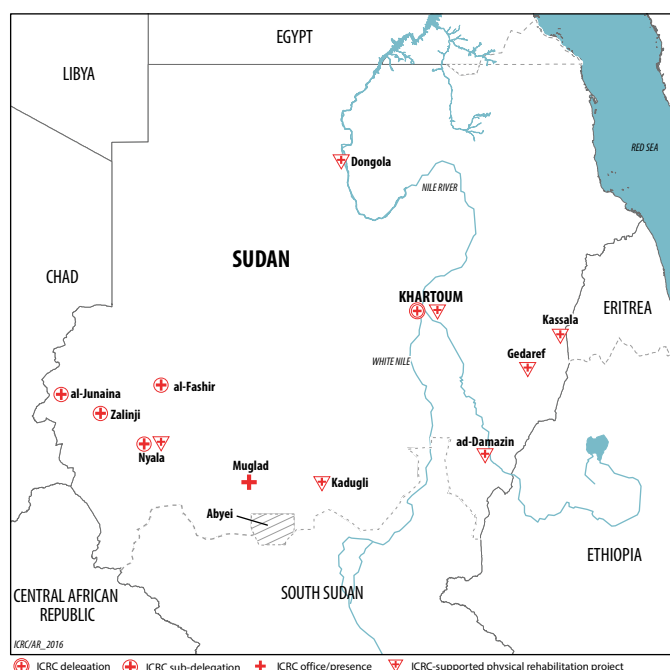 EGYPT
LIBYA
RED SEA
Dongola
NILE RIVER
SUDAN
CHAD
KHARTOUM
ERITREA
Kassala
WHITE NILE
Gedaref
al-Fashir
al-Junaina
Zalinji
ad-Damazin
Nyala
Muglad
Kadugli
Abyei
ETHIOPIA
CENTRAL AFRICAN
REPUBLIC
SOUTH SUDAN
ICRC/AR_2016
ICRC delegation ICRC sub-delegation ICRC office/presence ICRC-supported physical rehabilitation project